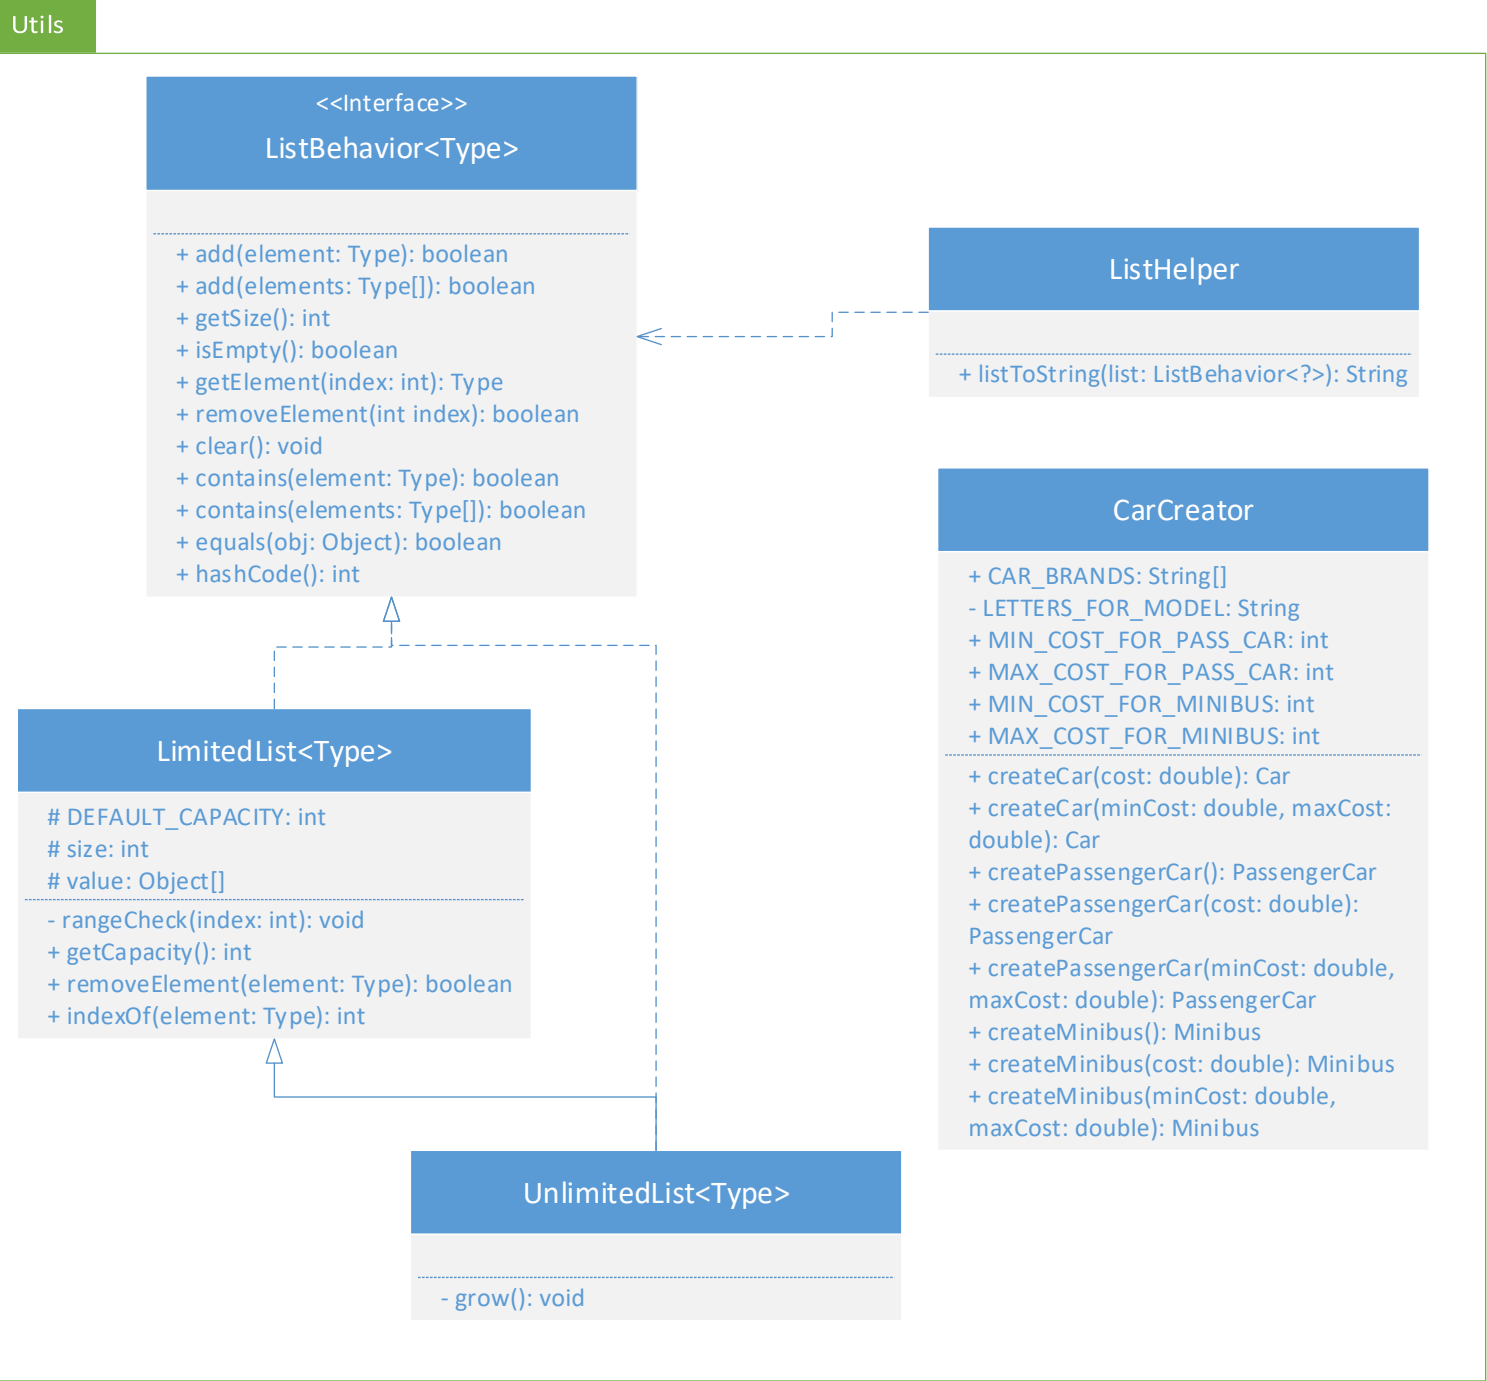 Utils
<<Interface>>
ListBehavior<Type>
+ add(element: Type): boolean
+ add(elements: Type[]): boolean
+ getSize(): int
+ isEmpty(): boolean
+ getElement(index: int): Type
+ removeElement(int index): boolean
+ clear(): void
+ contains(element: Type): boolean
+ contains(elements: Type[]): boolean
+ equals(obj: Object): boolean
+ hashCode(): int
ListHelper
+ listToString(list: ListBehavior<?>): String
CarCreator
+ CAR_BRANDS: String[]
- LETTERS_FOR_MODEL: String
+ MIN_COST_FOR_PASS_CAR: int
+ MAX_COST_FOR_PASS_CAR: int
+ MIN_COST_FOR_MINIBUS: int
+ MAX_COST_FOR_MINIBUS: int
+ createCar(cost: double): Car
+ createCar(minCost: double, maxCost:
double): Car
+ createPassengerCar(): PassengerCar
+ createPassengerCar(cost: double):
PassengerCar
+ createPassengerCar(minCost: double,
maxCost: double): PassengerCar
+ createMinibus(): Minibus
+ createMinibus(cost: double): Minibus
+ createMinibus(minCost: double,
maxCost: double): Minibus
LimitedList<Type>
# DEFAULT_CAPACITY: int
# size: int
# value: Object[]
- rangeCheck(index: int): void
+ getCapacity(): int
+ removeElement(element: Type): boolean
+ indexOf(element: Type): int
UnlimitedList<Type>
- grow(): void